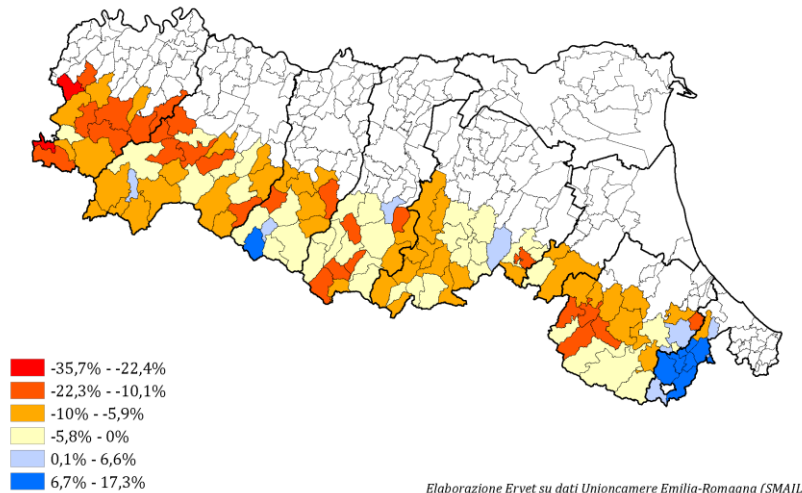 -35,7% - -22,4%
-22,3% - -10,1%
-10% - -5,9%
-5,8% - 0%
0,1% - 6,6%
6,7% - 17,3%
Elaborazione Ervet su dati Unioncamere Emilia-Romagna (SMAIL